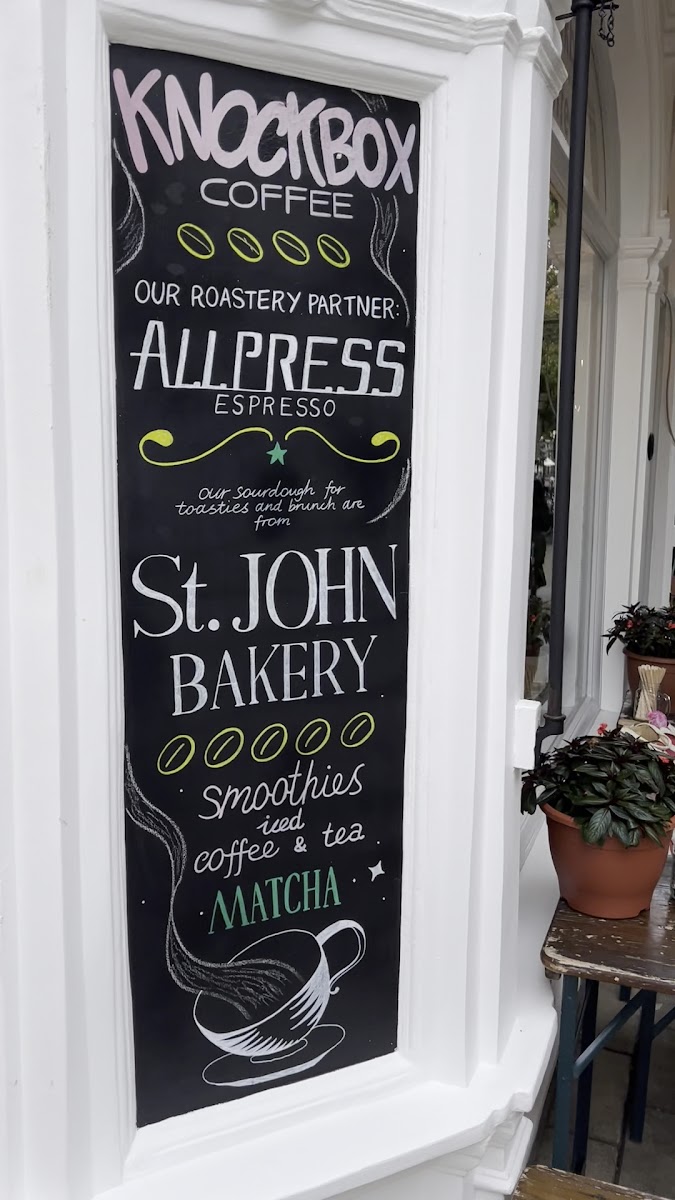 KNOCKBOX
COFFEE
OUR ROASTERY PARTNER:
ALLPRESS
ESPRESSO
our sourdough for
toasties and brunch are
from
St. JOHN
BAKERY
smoothies
iced
coffee & tea
MATCHA